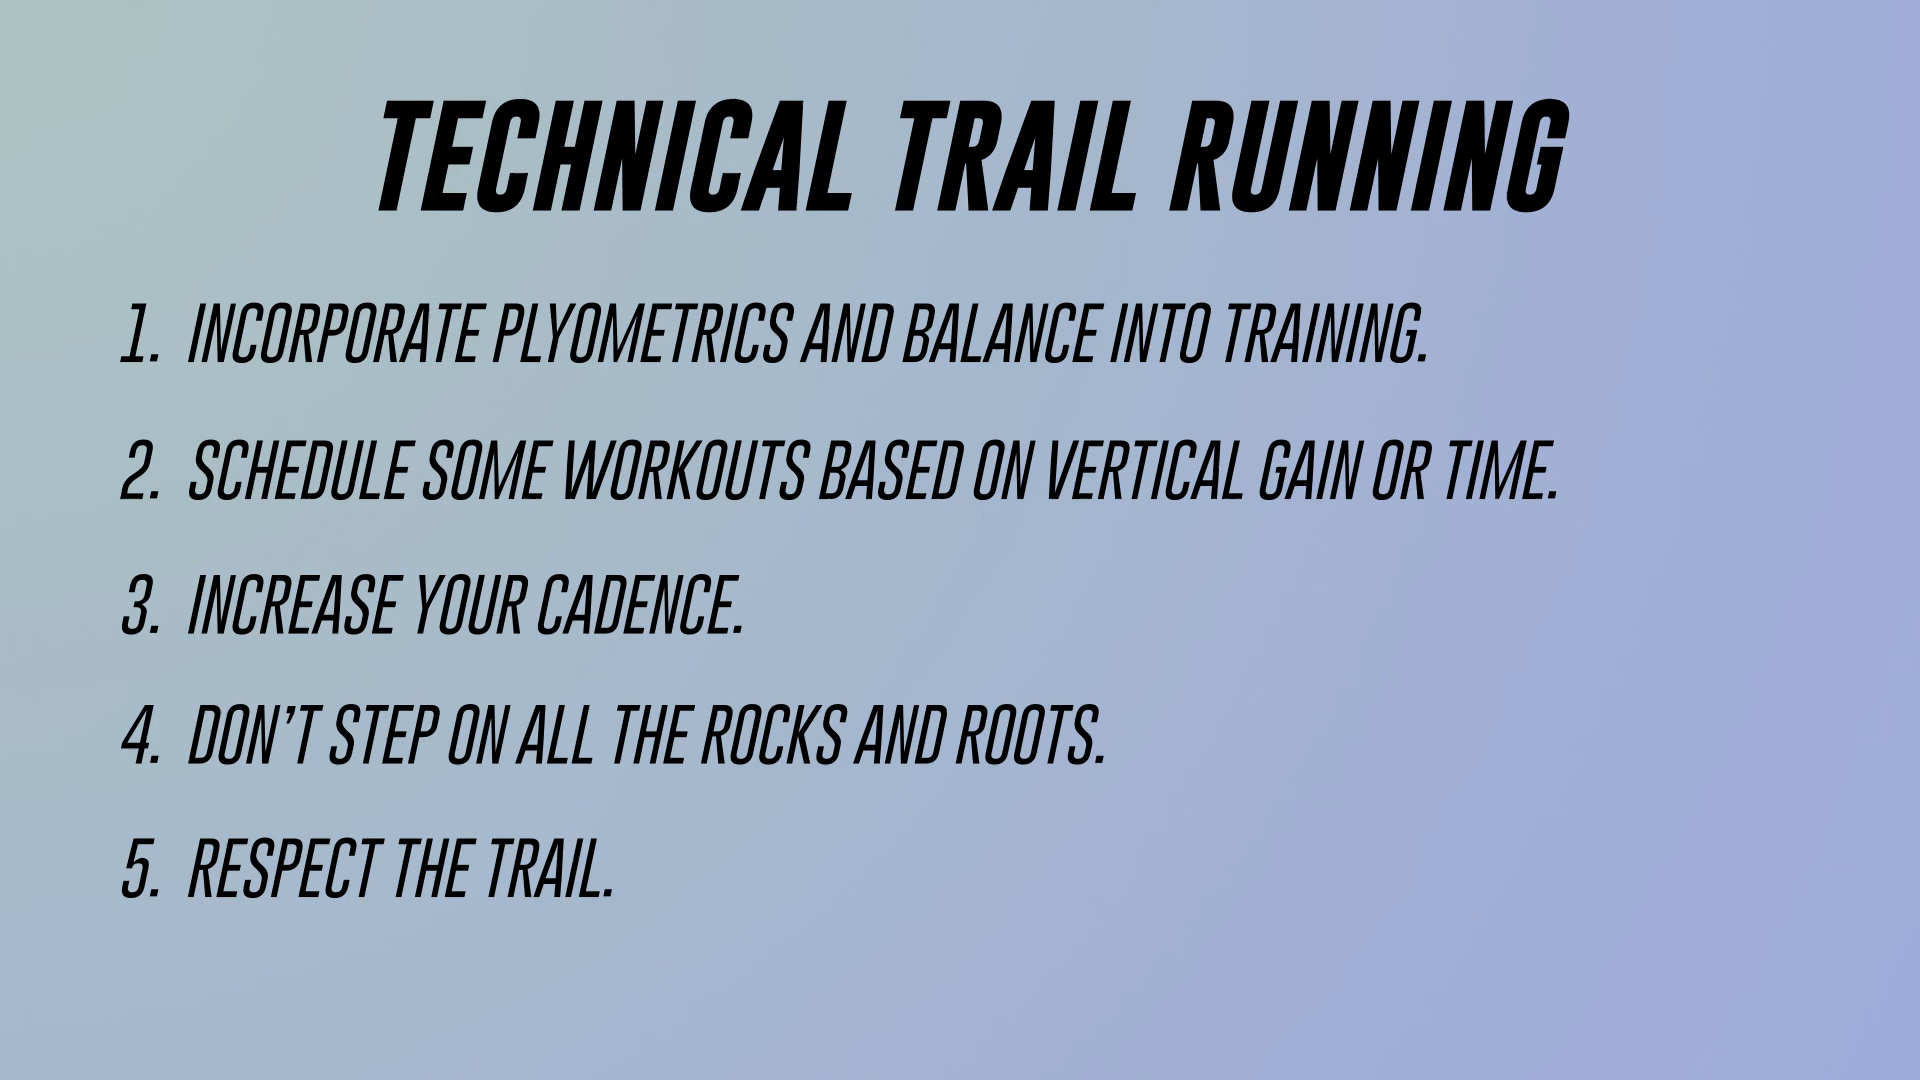 TECHNICAL TRAIL RUNNING
1. INCORPORATE PLYOMETRICS AND BALANCE INTO TRAINING.
2. SCHEDULE SOME WORKOUTS BASED ON VERTICAL GAIN OR TIME.
3. INCREASE YOUR CADENCE.
4. DON’T STEP ON ALL THE ROCKS AND ROOTS.
5. RESPECT THE TRAIL.